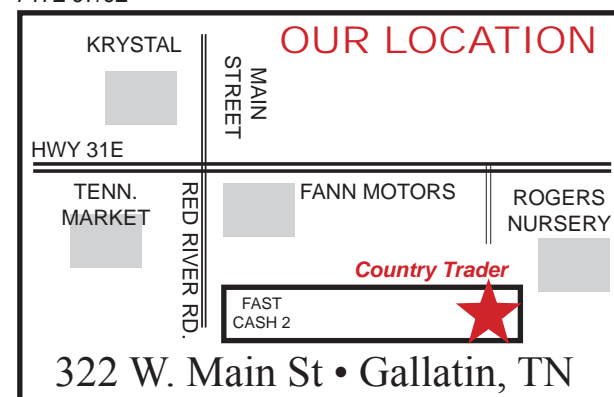 OUR LOCATION
KRYSTAL
MAIN
STREET
HWY 31E
TENN.
MARKET
RED RIVER RD.
FANN MOTORS
ROGERS
NURSERY
Country Trader
FAST
CASH 2
322 W. Main St • Gallatin, TN